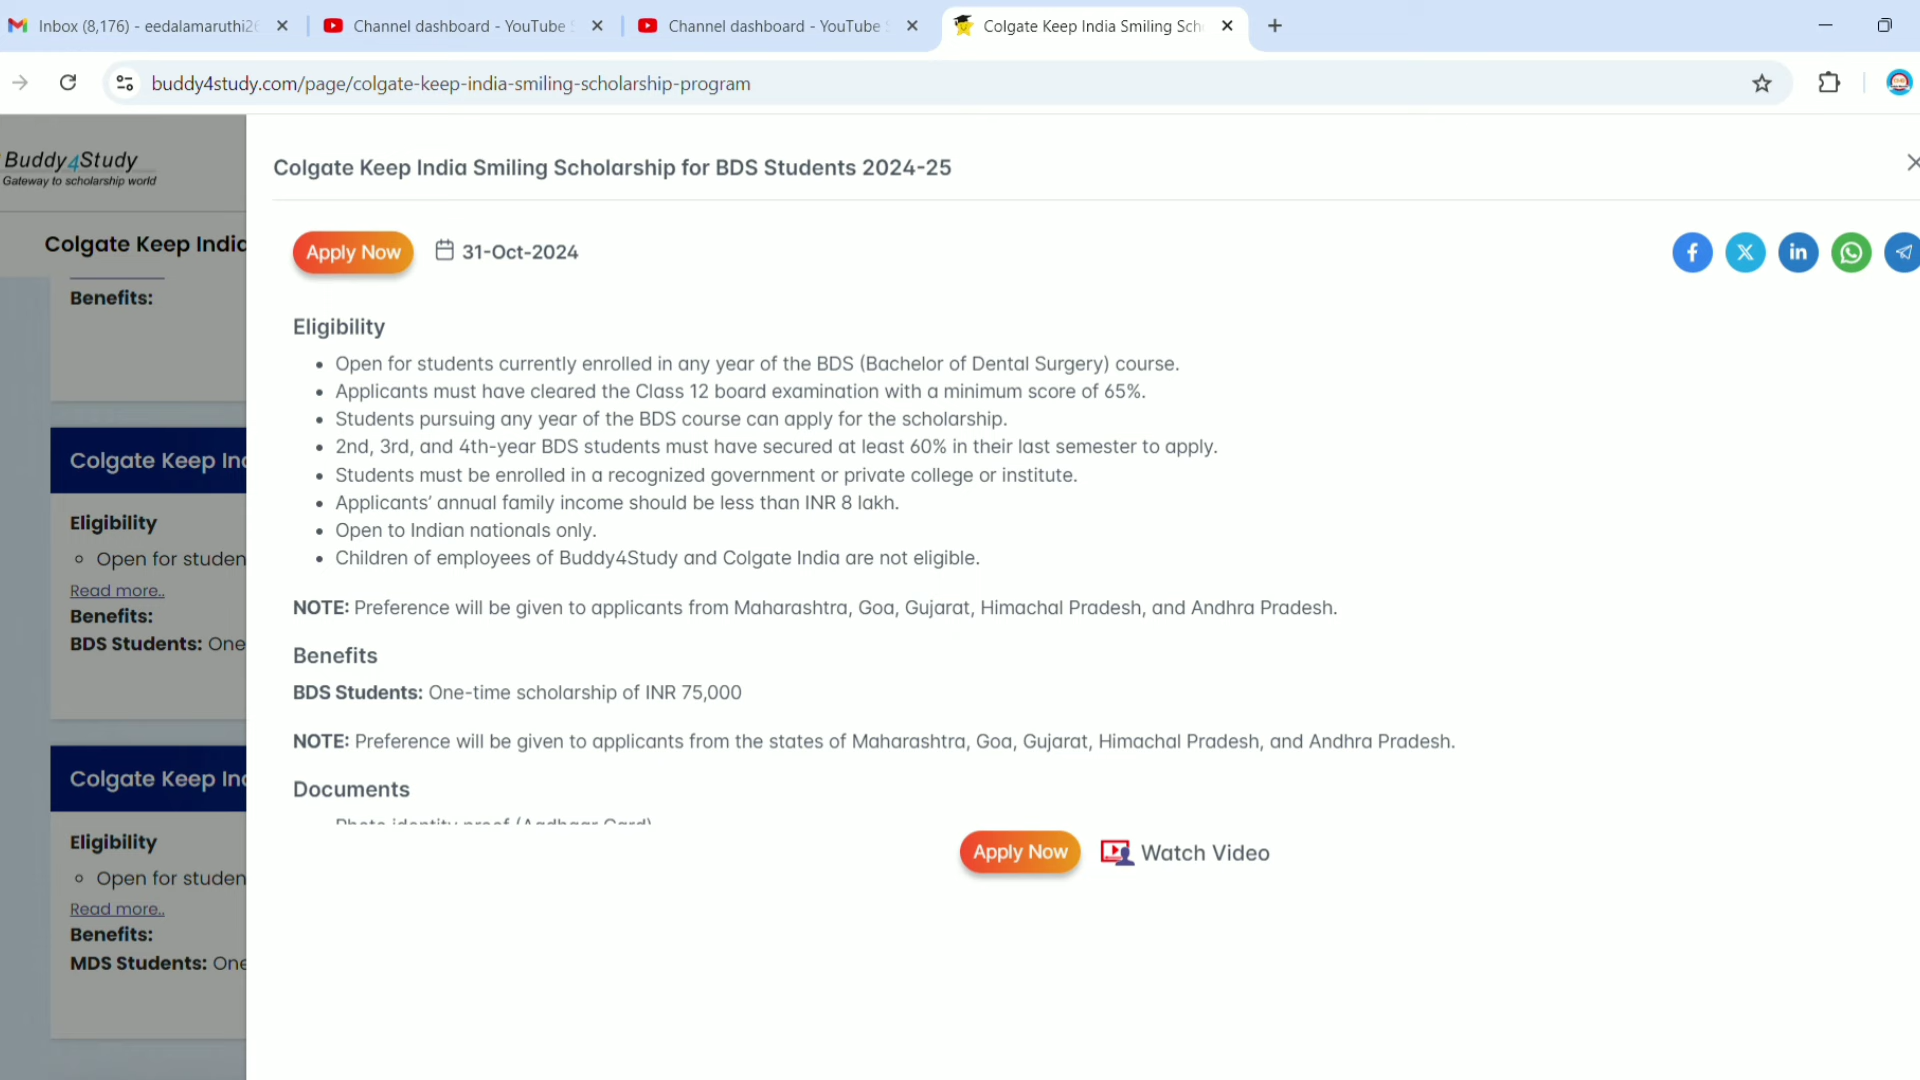 Inbox (8,176) - eedalamaruthi26
Channel dashboard - YouTube S
Channel dashboard - YouTube S
Colgate Keep India Smiling Sch
buddy4study.com/page/colgate-keep-india-smiling-scholarship-program
Buddy4Study
Gateway to scholarship world
Colgate Keep India
Benefits:
Colgate Keep Ind
Eligibility
Open for studen
Read more..
Benefits:
BDS Students: One
Colgate Keep Ind
Eligibility
Open for studen
Read more..
Benefits:
MDS Students: One
Colgate Keep India Smiling Scholarship for BDS Students 2024-25
Apply Now
31-Oct-2024
Eligibility
• Open for students currently enrolled in any year of the BDS (Bachelor of Dental Surgery) course.
• Applicants must have cleared the Class 12 board examination with a minimum score of 65%.
• Students pursuing any year of the BDS course can apply for the scholarship.
• 2nd, 3rd, and 4th-year BDS students must have secured at least 60% in their last semester to apply.
• Students must be enrolled in a recognized government or private college or institute.
• Applicants’ annual family income should be less than INR 8 lakh.
• Open to Indian nationals only.
• Children of employees of Buddy4Study and Colgate India are not eligible.
NOTE: Preference will be given to applicants from Maharashtra, Goa, Gujarat, Himachal Pradesh, and Andhra Pradesh.
Benefits
BDS Students: One-time scholarship of INR 75,000
NOTE: Preference will be given to applicants from the states of Maharashtra, Goa, Gujarat, Himachal Pradesh, and Andhra Pradesh.
Documents
Photo identity proof (Aadhaar Card)
Apply Now
Watch Video